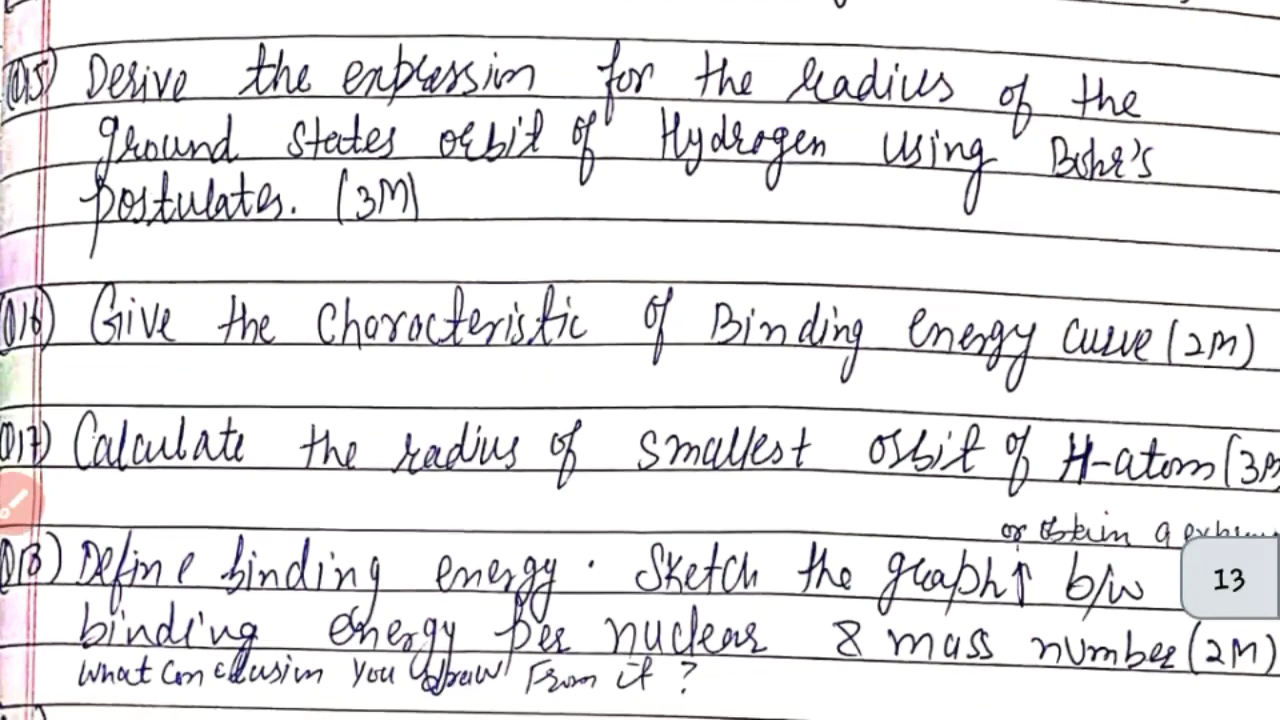 Q15) Derive the expression for the radius of the
ground states orbit of Hydrogen using Bohr's
postulates. (3M)
Q16) Give the Characteristic of Binding energy curve (2M)
Q17) Calculate the radius of smallest orbit of H-atom (3M
or obtain a
Q18) Define binding energy. Sketch the graph↑ b/w
13
binding energy per nuclear & mass number (2M)
What Conclusion you draw From it ?